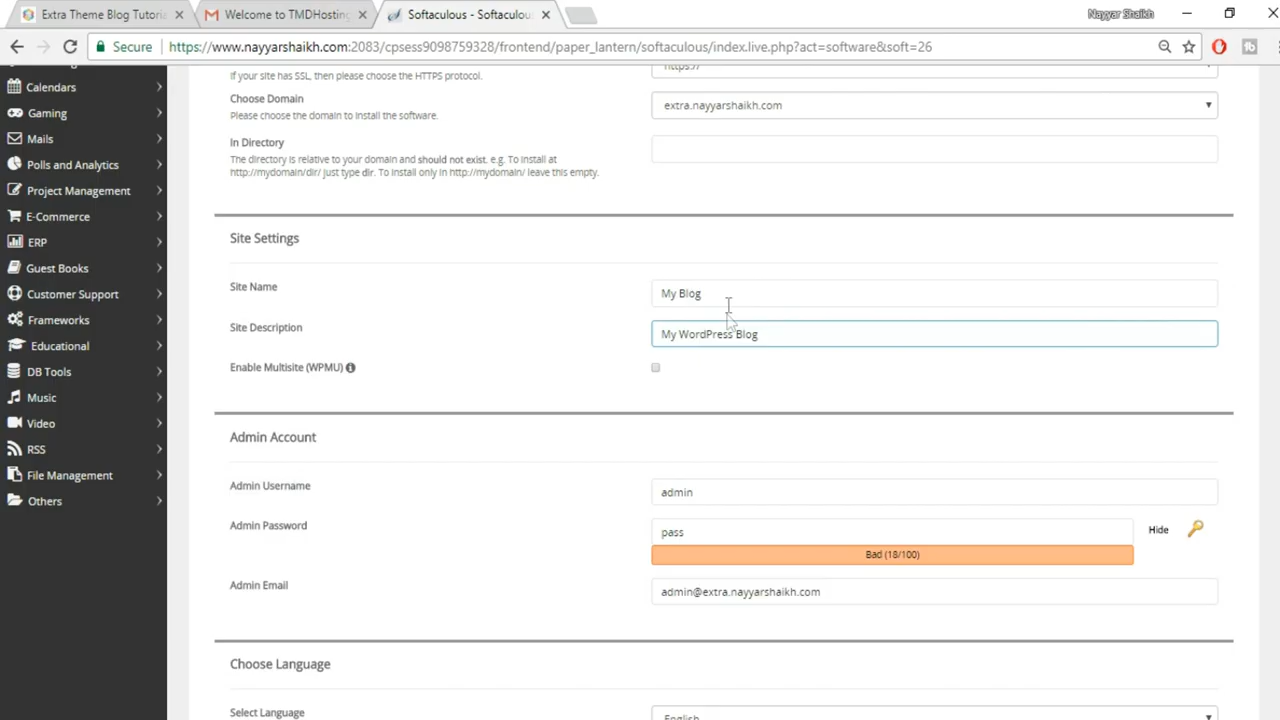 Extra Theme Blog Tutoria
Welcome to TMDHosting
Softaculous - Softaculous
Nayyar Shaikh
Secure
https://www.nayyarshaikh.com:2083/cpsess9098759328/frontend/paper_lantern/softaculous/index.live.php?act=software&soft=26
Calendars
Gaming
Mails
Polls and Analytics
Project Management
E-Commerce
ERP
Guest Books
Customer Support
Frameworks
Educational
DB Tools
Music
Video
RSS
File Management
Others
If your site has SSL, then please choose the HTTPS protocol.
https://
Choose Domain
Please choose the domain to install the software.
extra.nayyarshaikh.com
In Directory
The directory is relative to your domain and should not exist. e.g. To install at
http://mydomain/dir/ just type dir. To install only in http://mydomain/ leave this empty.
Site Settings
Site Name
My Blog
Site Description
My WordPress Blog
Enable Multisite (WPMU)
Admin Account
Admin Username
admin
Admin Password
pass
Hide
Bad (18/100)
Admin Email
admin@extra.nayyarshaikh.com
Choose Language
Select Language
English